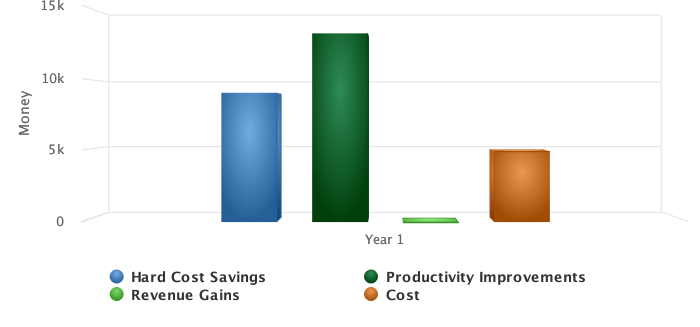 15k
10k
5k
0
Money
Year 1
Hard Cost Savings
Productivity Improvements
Revenue Gains
Cost